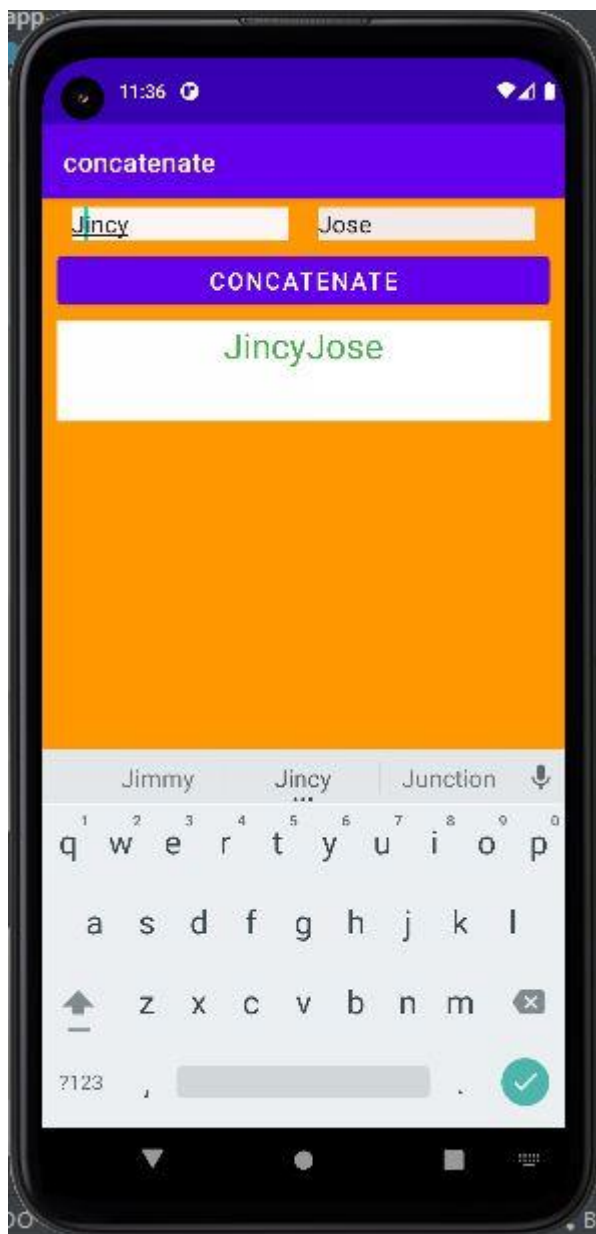 app
11:36
concatenate
Jincy Jose
CONCATENATE
JincyJose
Jimmy Jincy Junction
1 2 3 4 5 6 7 8 9 0
q w e r t y u i o p
a s d f g h j k l
z x c v b n m
?123 , .